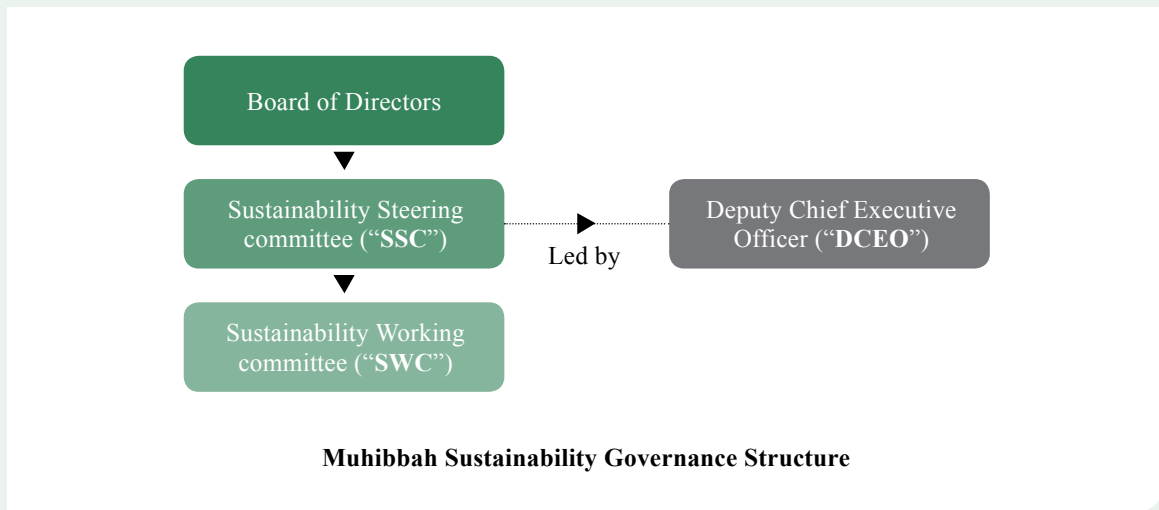 Board of Directors
Sustainability Steering
committee (“SSC”)
Led by
Deputy Chief Executive
Officer (“DCEO”)
Sustainability Working
committee (“SWC”)
Muhibbah Sustainability Governance Structure